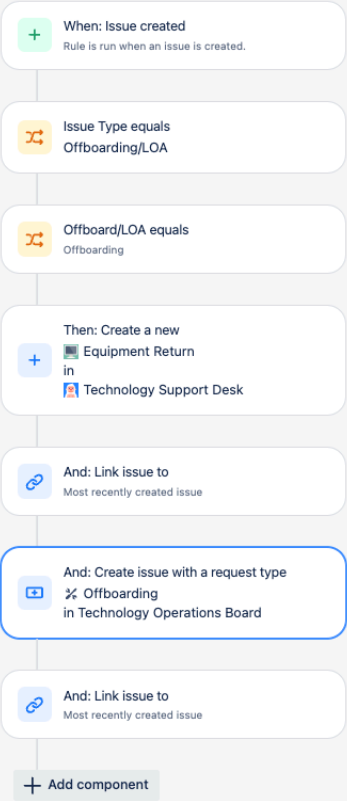 When: Issue created
Rule is run when an issue is created.
Issue Type equals
Offboarding/LOA
Offboard/LOA equals
Offboarding
Then: Create a new
Equipment Return
in
Technology Support Desk
And: Link issue to
Most recently created issue
And: Create issue with a request type
Offboarding
in Technology Operations Board
And: Link issue to
Most recently created issue
Add component